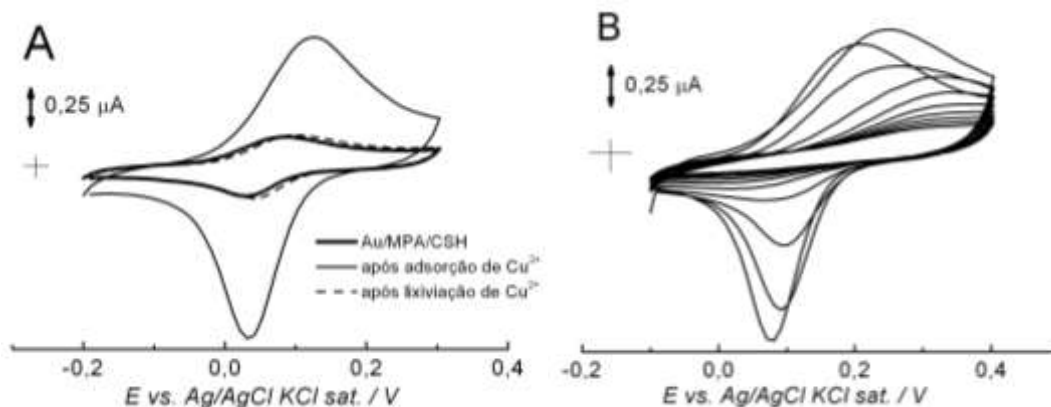 A
0,25 µA
Au/MPA/CSH
após adsorção de Cu²⁺
após lixiviação de Cu²⁺
-0,2 0,0 0,2 0,4
E vs. Ag/AgCl KCl sat. / V
B
0,25 µA
0,0 0,2 0,4
E vs. Ag/AgCl KCl sat. / V